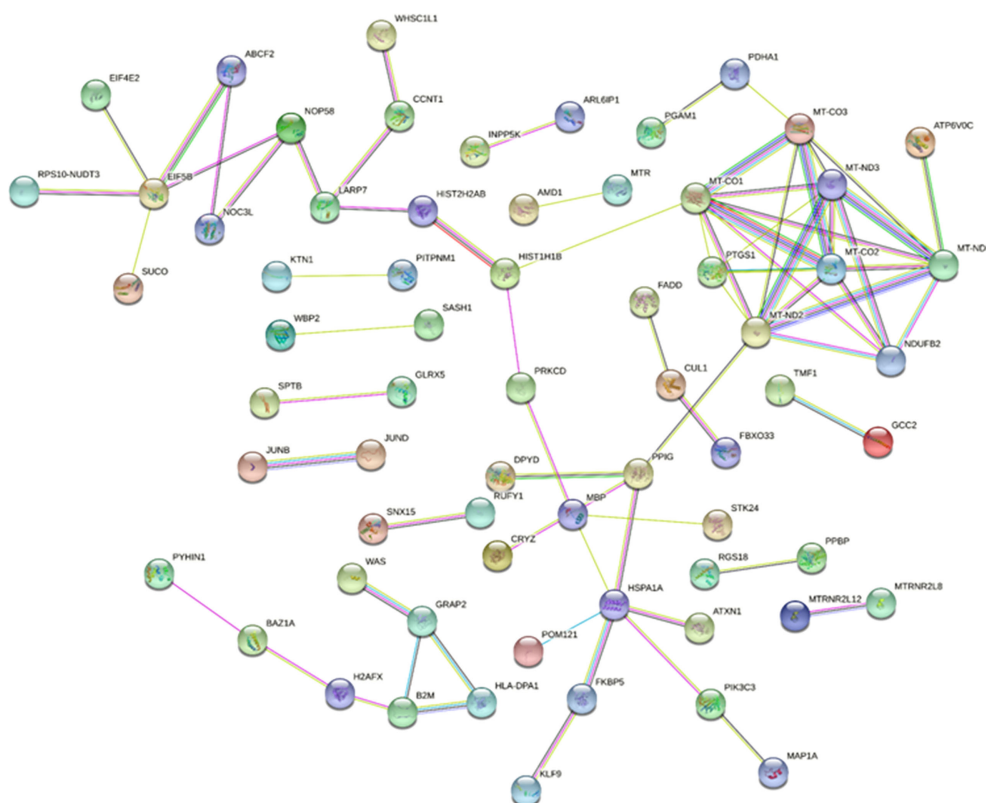 WHSC1L1
ABCF2
PDHA1
EIF4E2
CCNT1
ARL6IP1
PGAM1
MT-CO3
NOP58
INPP5K
ATP6V0C
RPS10-NUDT3
EIF5B
MT-ND3
LARP7
HIST2H2AB
AMD1
MTR
MT-CO1
NOC3L
HIST1H1B
PTGS1
MT-CO2
MT-ND
SUCO
KTN1
PITPNM1
FADD
MT-ND2
WBP2
SASH1
NDUFB2
SPTB
GLRX5
PRKCD
CUL1
TMF1
GCC2
JUNB
JUND
FBXO33
DPYD
PPIG
SNX15
RUFY1
MBP
STK24
CRYZ
PYHIN1
WAS
RGS18
PPBP
GRAP2
HSPA1A
MTRNR2L12
MTRNR2L8
BAZ1A
POM121
ATXN1
H2AFX
B2M
HLA-DPA1
FKBP5
PIK3C3
KLF9
MAP1A